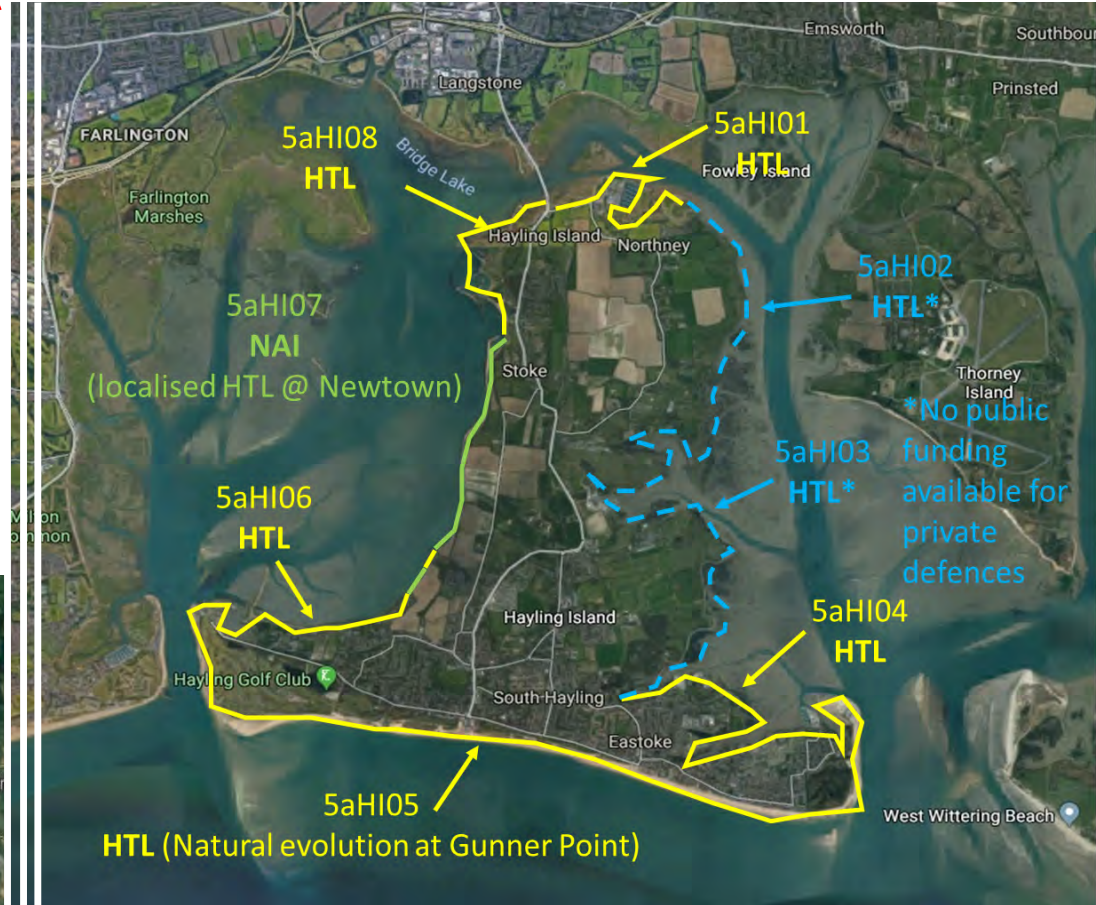 Emsworth
Southbour
Langstone
Prinsted
FARLINGTON
5aHI08
HTL
Bridge Lake
5aHI01
HTL
Fowley Island
Farlington
Marshes
Hayling Island
Northney
5aHI02
HTL*
5aHI07
NAI
(localised HTL @ Newtown)
Stoke
Thorney
Island
*No public
funding
available for
private
defences
5aHI03
HTL*
5aHI06
HTL
Hayling Island
5aHI04
HTL
Hayling Golf Club
South Hayling
Eastoke
5aHI05
HTL (Natural evolution at Gunner Point)
West Wittering Beach